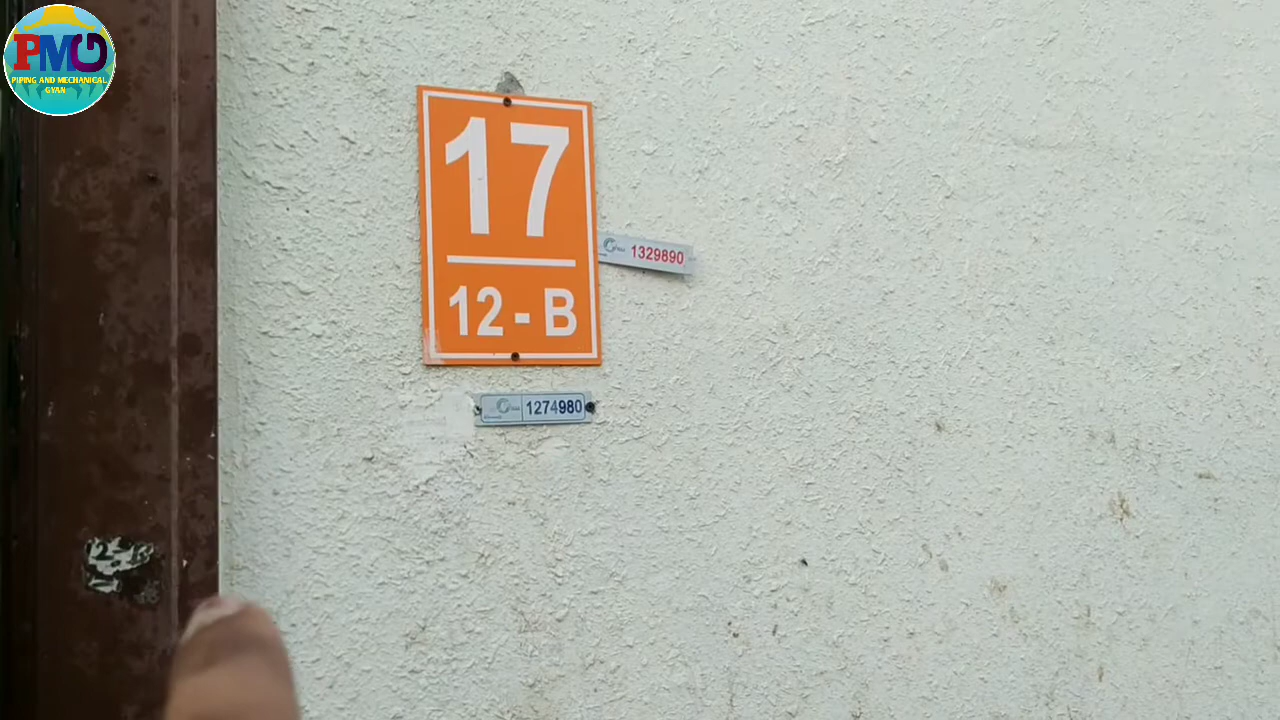 PMG
PIPING AND MECHANICAL
GYAN
17
12 - B
1329890
1274980